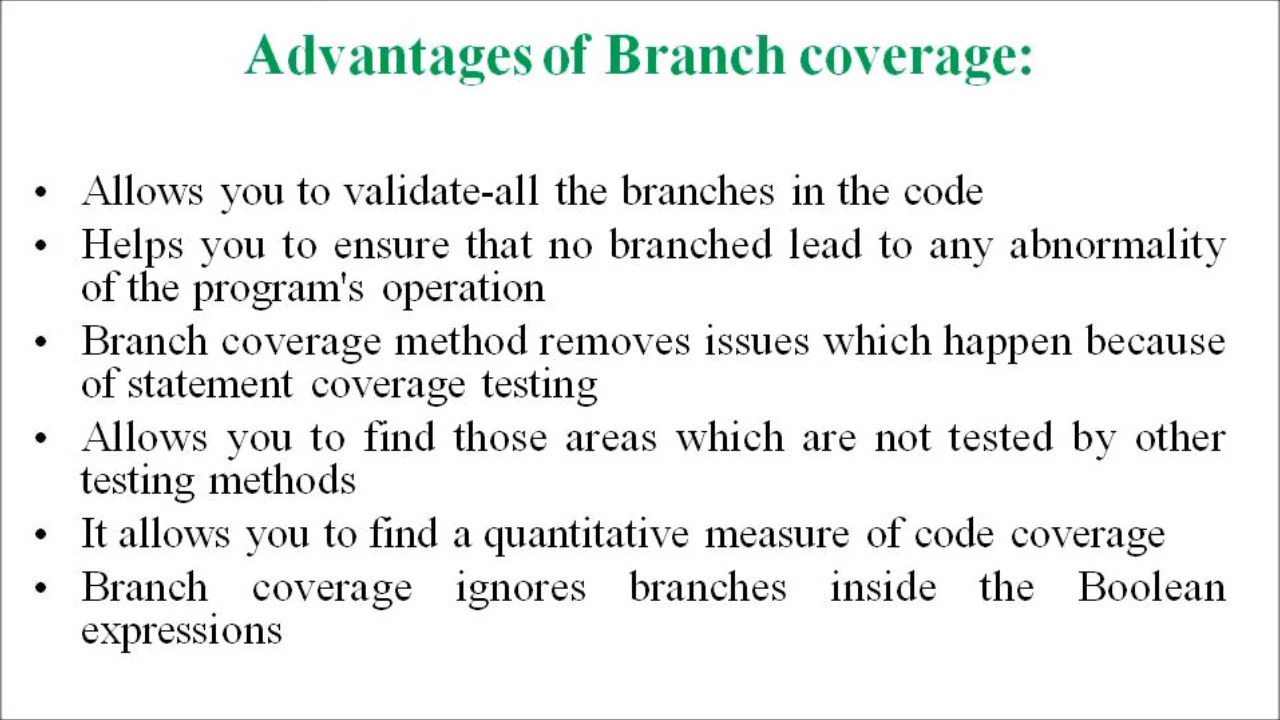 Advantages of Branch coverage:
• Allows you to validate-all the branches in the code
• Helps you to ensure that no branched lead to any abnormality
of the program's operation
• Branch coverage method removes issues which happen because
of statement coverage testing
• Allows you to find those areas which are not tested by other
testing methods
• It allows you to find a quantitative measure of code coverage
• Branch coverage ignores branches inside the Boolean
expressions